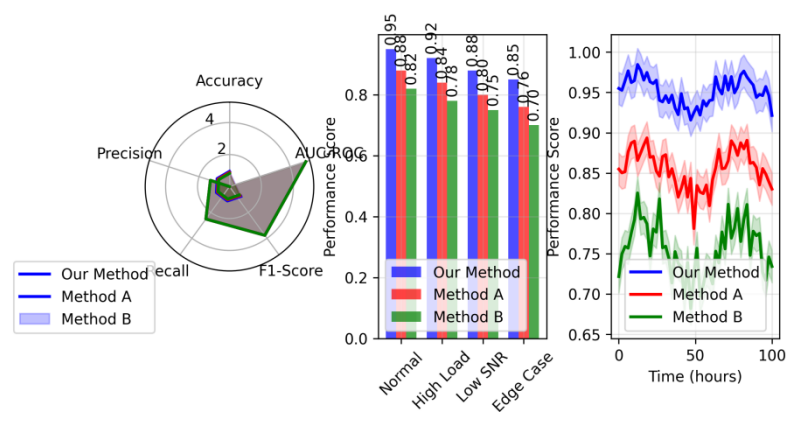 Accuracy
Precision
AUC-ROC
Recall
F1-Score
4
2
Our Method
Method A
Method B
Performance Score
0.8
0.6
0.4
0.2
0.0
0.95
0.88
0.82
0.92
0.84
0.78
0.88
0.80
0.75
0.85
0.76
0.70
Our Method
Method A
Method B
Normal
High Load
Low SNR
Edge Case
Performance Score
1.00
0.95
0.90
0.85
0.80
0.75
0.70
0.65
Our Method
Method A
Method B
0
50
100
Time (hours)